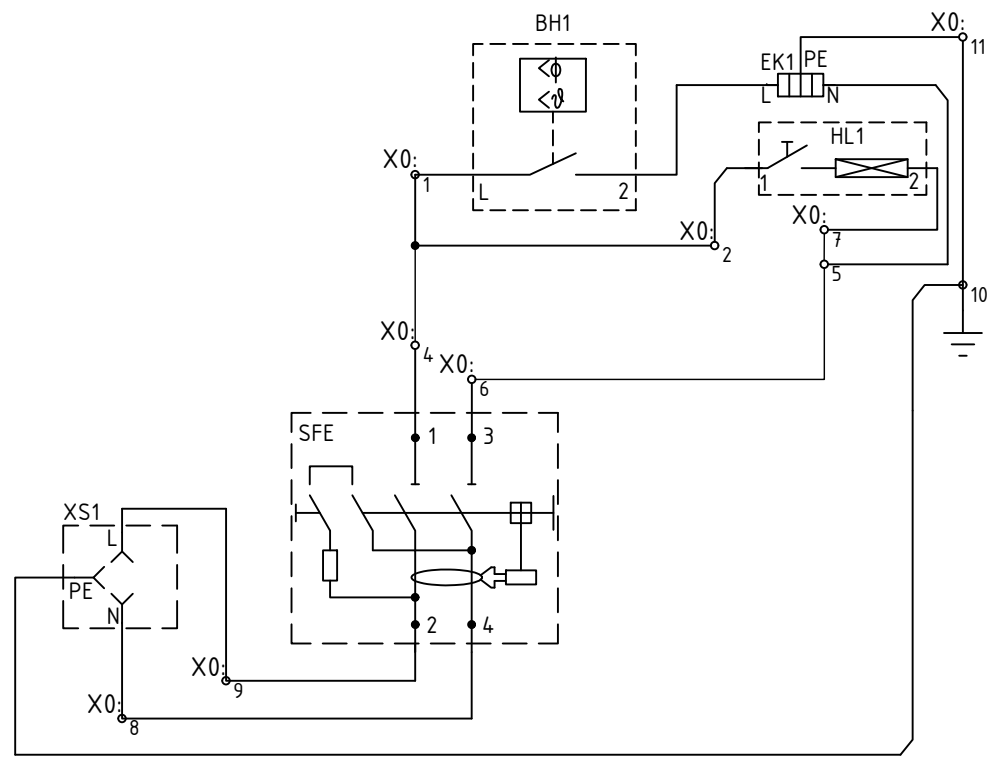 BH1
X0:
11
EK1 PE
L N
<φ
<ϑ
HL1
X0:
1
L 2
1 2
X0:
7
X0:
2
5
10
X0:
4
X0:
6
SFE
1 3
XS1
L
PE
N
2 4
X0:
9
X0:
8